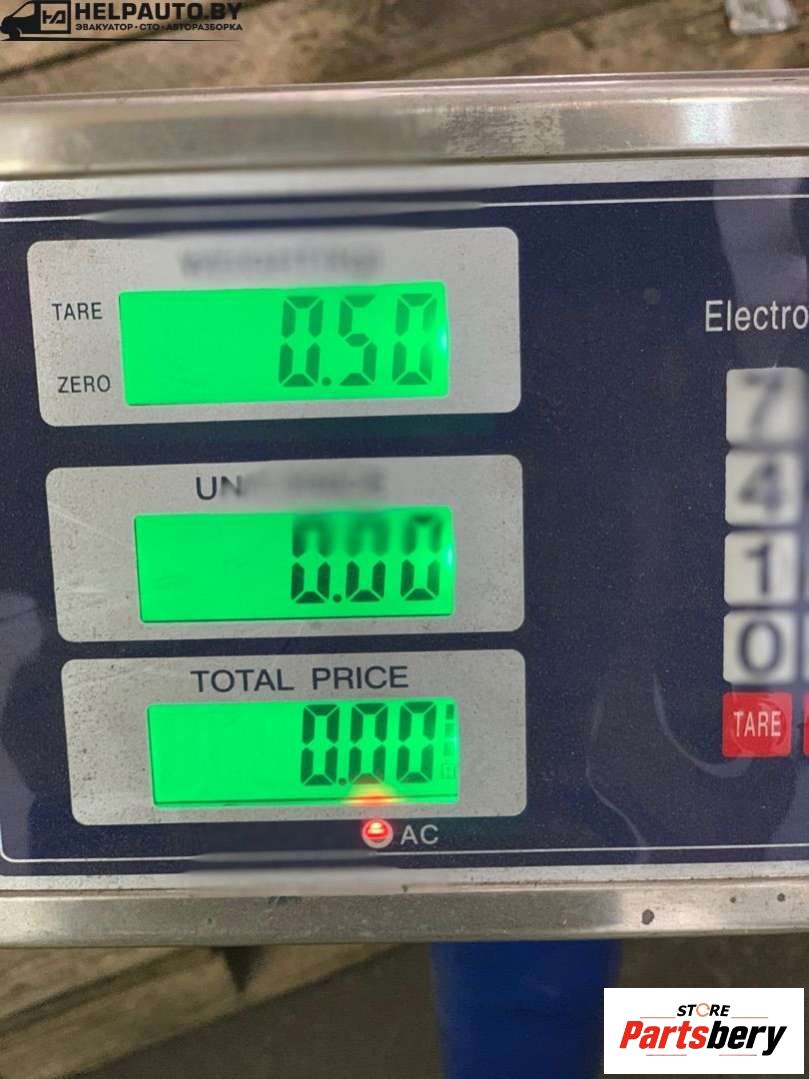 HELPAUTO.BY
ЭВАКУАТОР·СТО·АВТОРАЗБОРКА
TARE
0.50
ZERO
Electro
7
4
UN
0.00
1
0
TOTAL PRICE
0.00
TARE
AC
STORE
Partsbery